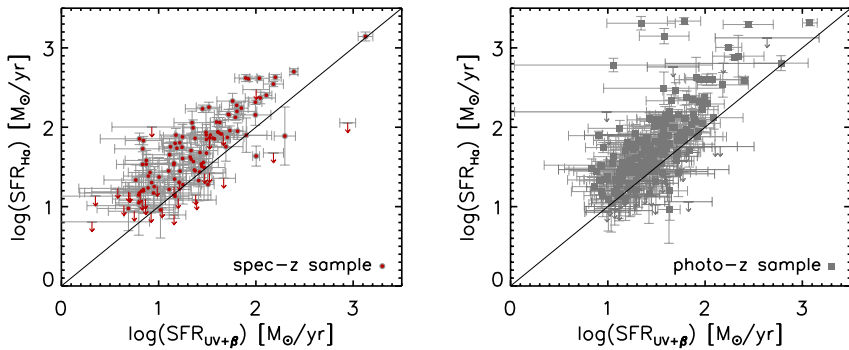 log(SFR_Hα) [M_⊙/yr]
3
2
1
0
spec-z sample
0 1 2 3
log(SFR_UV+β) [M_⊙/yr]
log(SFR_Hα) [M_⊙/yr]
3
2
1
0
photo-z sample
0 1 2 3
log(SFR_UV+β) [M_⊙/yr]